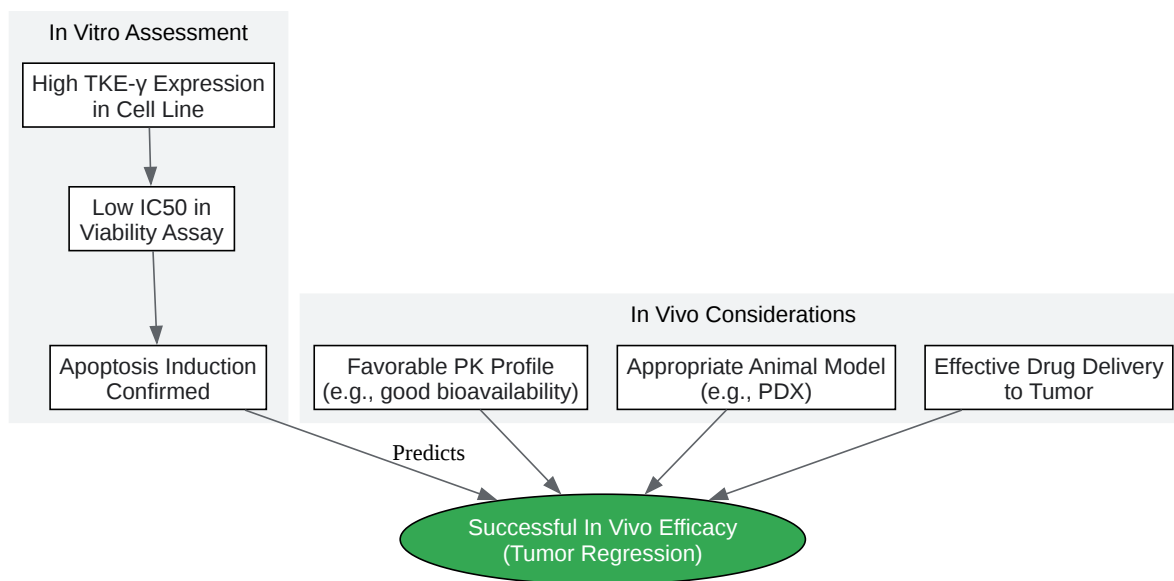 In Vitro Assessment
High TKE-γ Expression
in Cell Line
Low IC50 in
Viability Assay
Apoptosis Induction
Confirmed
In Vivo Considerations
Favorable PK Profile
(e.g., good bioavailability)
Appropriate Animal Model
(e.g., PDX)
Effective Drug Delivery
to Tumor
Predicts
Successful In Vivo Efficacy
(Tumor Regression)